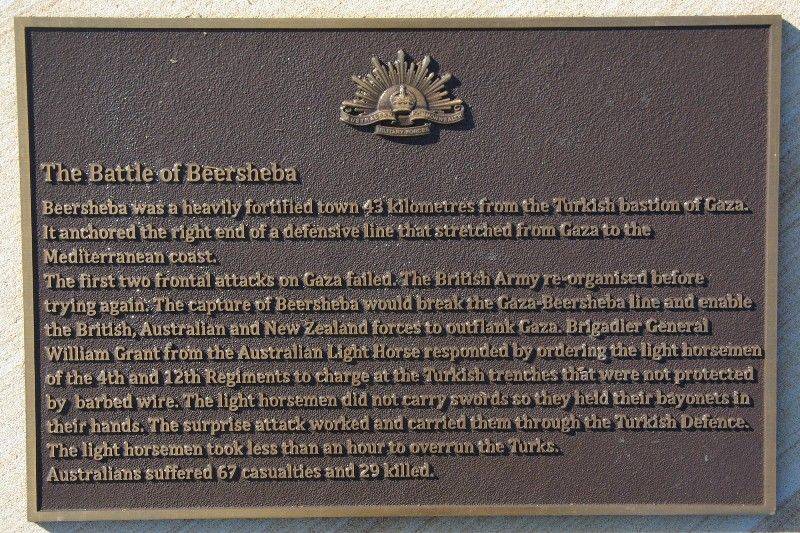 AUSTRALIAN COMMONWEALTH
MILITARY FORCES
The Battle of Beersheba
Beersheba was a heavily fortified town 43 kilometres from the Turkish bastion of Gaza.
It anchored the right end of a defensive line that stretched from Gaza to the
Mediterranean coast.
The first two frontal attacks on Gaza failed. The British Army re-organised before
trying again. The capture of Beersheba would break the Gaza-Beersheba line and enable
the British, Australian and New Zealand forces to outflank Gaza. Brigadier General
William Grant from the Australian Light Horse responded by ordering the light horsemen
of the 4th and 12th Regiments to charge at the Turkish trenches that were not protected
by barbed wire. The light horsemen did not carry swords so they held their bayonets in
their hands. The surprise attack worked and carried them through the Turkish Defence.
The light horsemen took less than an hour to overrun the Turks.
Australians suffered 67 casualties and 29 killed.